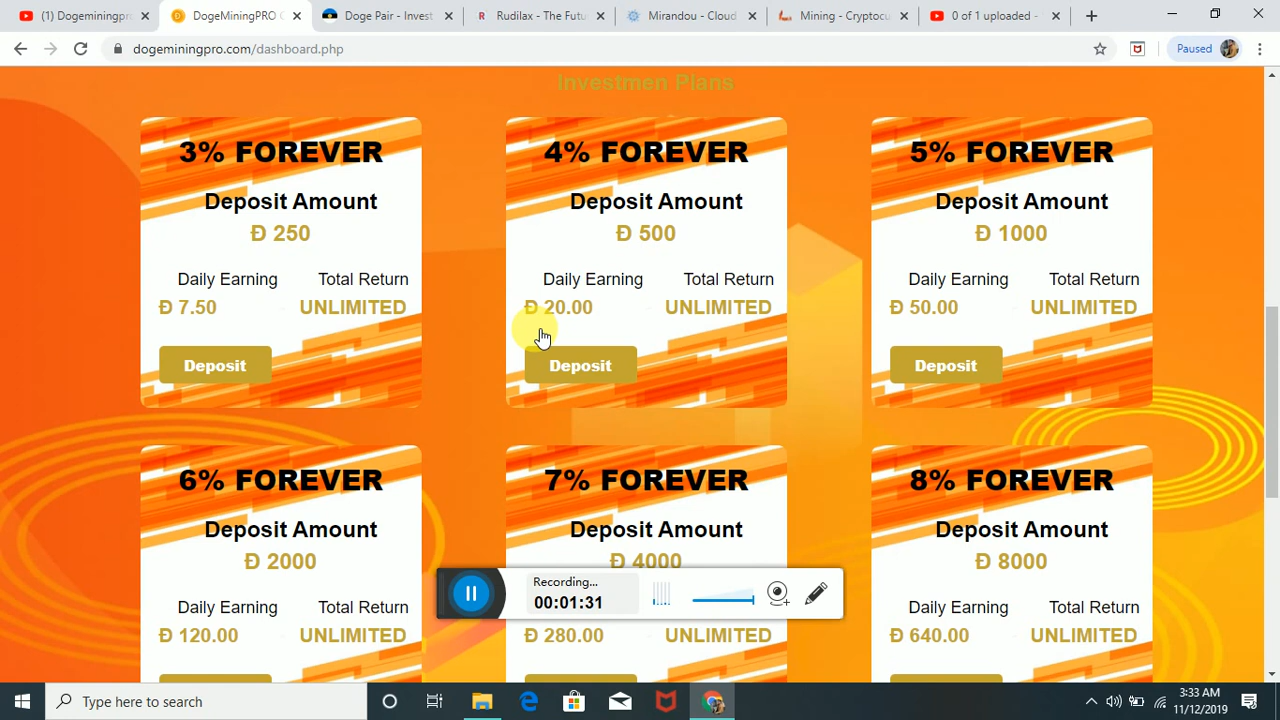 (1) Dogeminingpr
DogeMiningPRO C
Doge Pair - Invest
Rudilax - The Futu
Mirandou - Cloud
Mining - Cryptocu
0 of 1 uploaded -
dogeminingpro.com/dashboard.php
Paused
Investmen Plans
3% FOREVER
Deposit Amount
Đ 250
Daily Earning Total Return
Đ 7.50 UNLIMITED
Deposit
4% FOREVER
Deposit Amount
Đ 500
Daily Earning Total Return
Đ 20.00 UNLIMITED
Deposit
5% FOREVER
Deposit Amount
Đ 1000
Daily Earning Total Return
Đ 50.00 UNLIMITED
Deposit
6% FOREVER
Deposit Amount
Đ 2000
Daily Earning Total Return
Đ 120.00 UNLIMITED
7% FOREVER
Deposit Amount
Đ 4000
Đ 280.00 UNLIMITED
8% FOREVER
Deposit Amount
Đ 8000
Daily Earning Total Return
Đ 640.00 UNLIMITED
Recording...
00:01:31
Type here to search
3:33 AM
11/12/2019